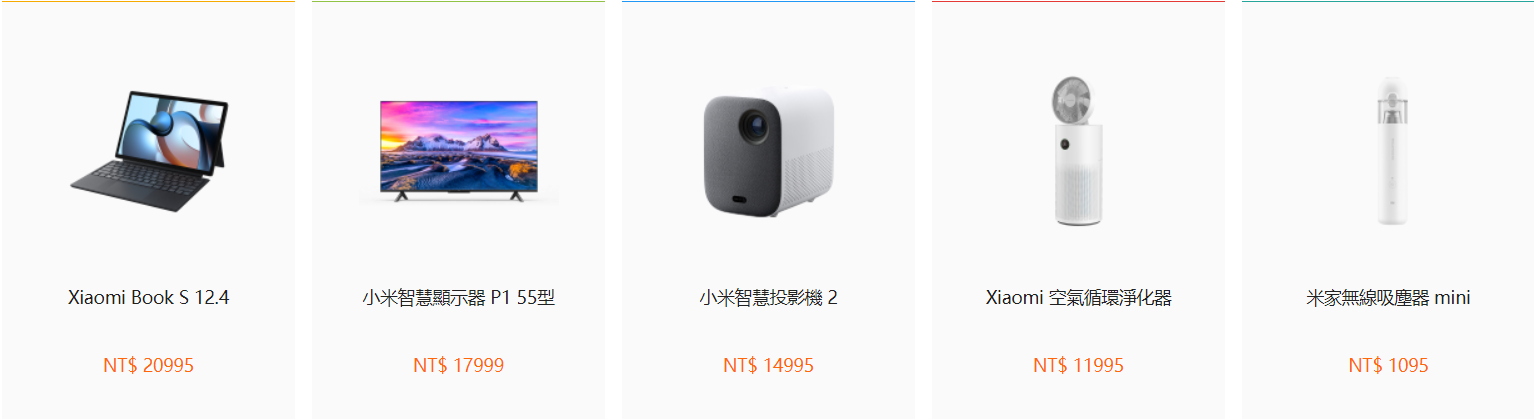 Xiaomi Book S 12.4
小米智慧顯示器 P1 55型
小米智慧投影機 2
Xiaomi 空氣循環淨化器
米家無線吸塵器 mini
NT$ 20995
NT$ 17999
NT$ 14995
NT$ 11995
NT$ 1095